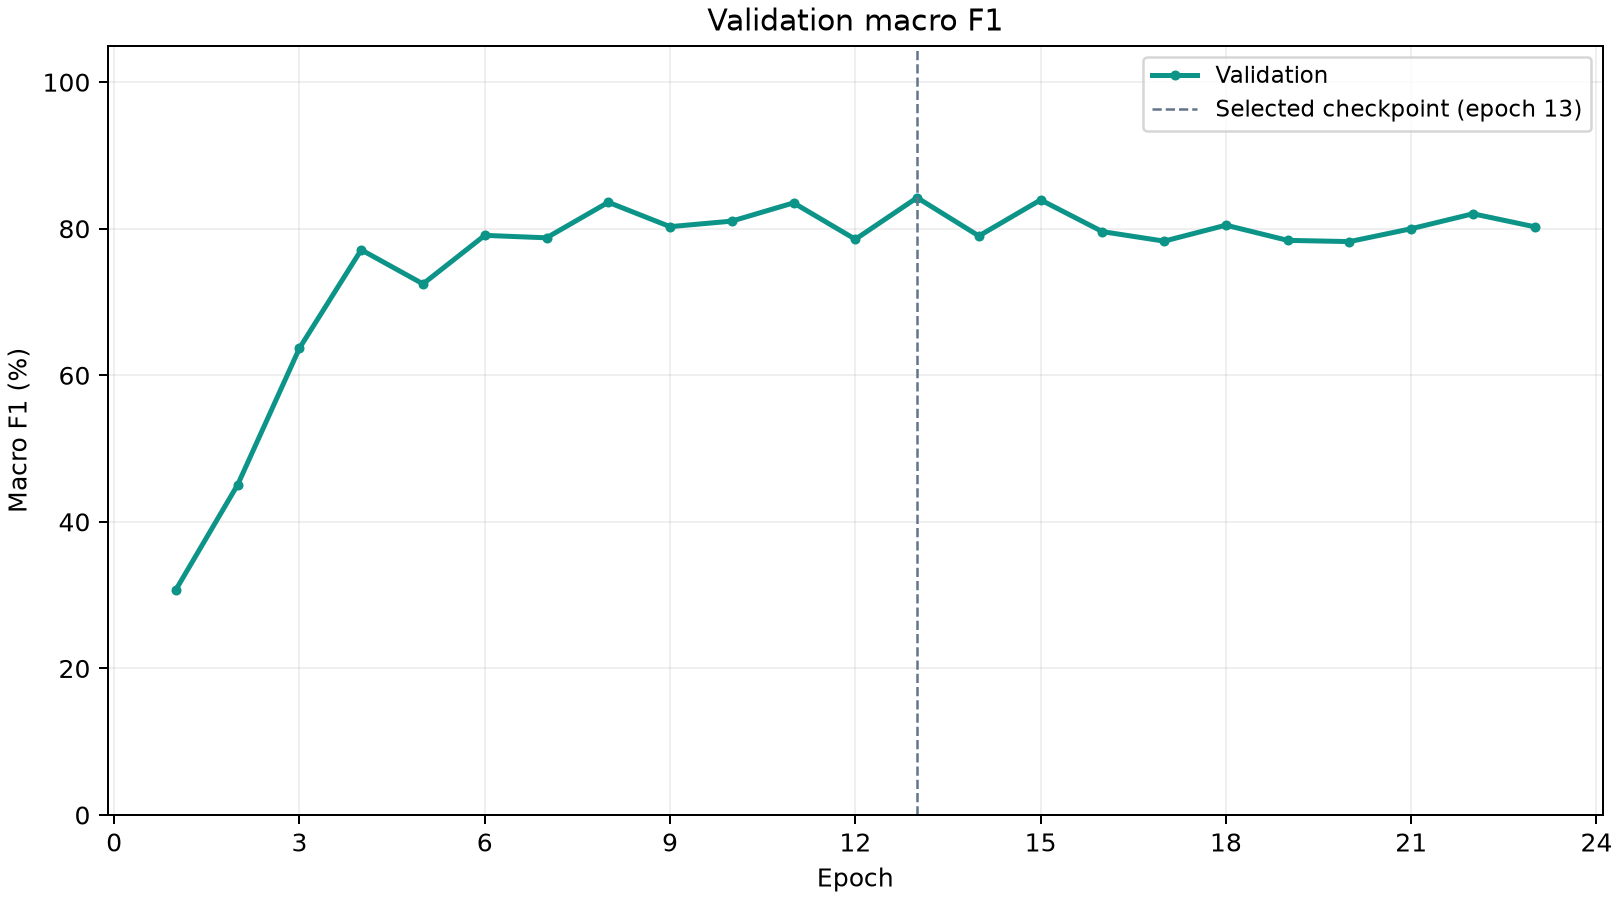 Validation macro F1
Validation
Selected checkpoint (epoch 13)
Macro F1 (%)
100
80
60
40
20
0
0 3 6 9 12 15 18 21 24
Epoch